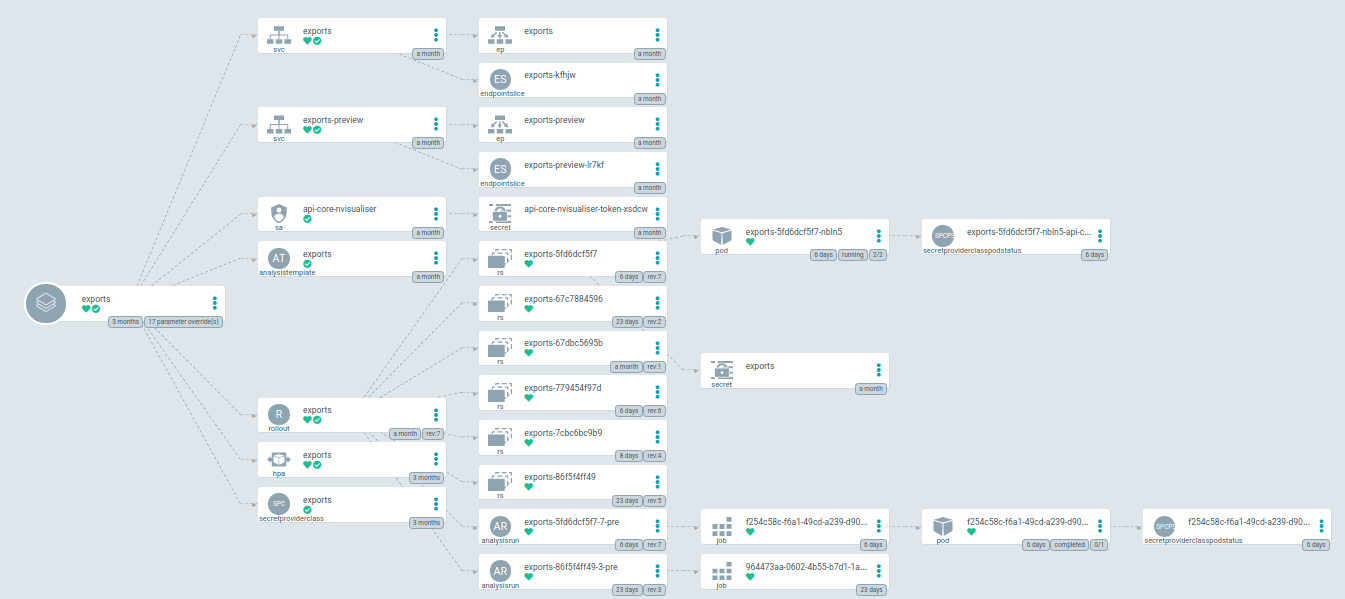 exports
3 months
17 parameter override(s)
exports
svc
a month
exports-preview
svc
a month
api-core-nvisualiser
sa
a month
AT
exports
analysistemplate
a month
R
exports
rollout
a month
rev:7
exports
hpa
3 months
SPC
exports
secretproviderclass
3 months
exports
ep
a month
ES
exports-kfhjw
endpointslice
a month
exports-preview
ep
a month
ES
exports-preview-lr7kf
endpointslice
a month
api-core-nvisualiser-token-xsdcw
secret
a month
exports-5fd6dcf5f7
rs
6 days
rev:7
exports-67c7884596
rs
23 days
rev:2
exports-67dbc5695b
rs
a month
rev:1
exports-779454f97d
rs
6 days
rev:6
exports-7cbc6bc9b9
rs
8 days
rev:4
exports-86f5f4ff49
rs
23 days
rev:5
AR
exports-5fd6dcf5f7-7-pre
analysisrun
6 days
rev:7
AR
exports-86f5f4ff49-3-pre
analysisrun
23 days
rev:3
exports-5fd6dcf5f7-nbln5
pod
6 days
running
2/2
exports
secret
a month
f254c58c-f6a1-49cd-a239-d90...
job
6 days
964473aa-0602-4b55-b7d1-1a...
job
23 days
SPCPS
exports-5fd6dcf5f7-nbln5-api-c...
secretproviderclasspodstatus
6 days
f254c58c-f6a1-49cd-a239-d90...
pod
6 days
completed
0/1
SPCPS
f254c58c-f6a1-49cd-a239-d90...
secretproviderclasspodstatus
6 days